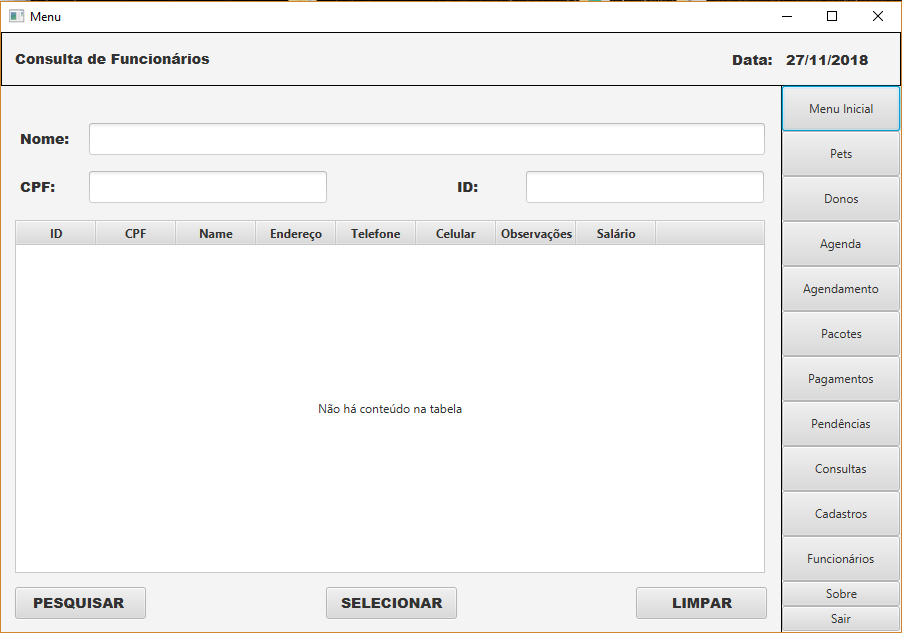 Menu
Consulta de Funcionários
Data: 27/11/2018
Nome:
CPF:
ID:
ID CPF Name Endereço Telefone Celular Observações Salário
Não há conteúdo na tabela
PESQUISAR
SELECIONAR
LIMPAR
Menu Inicial
Pets
Donos
Agenda
Agendamento
Pacotes
Pagamentos
Pendências
Consultas
Cadastros
Funcionários
Sobre
Sair